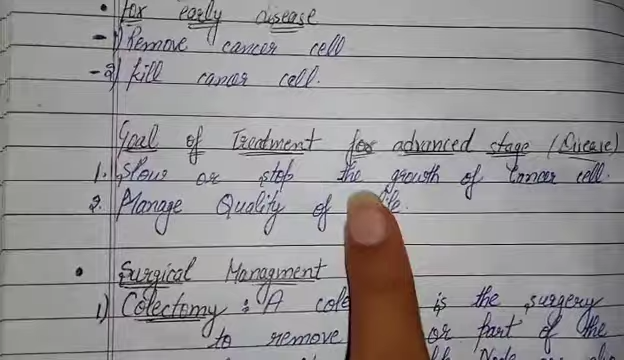 • for early disease
- 1) Remove cancer cell
- 2) kill cancer cell.
Goal of Treatment for advanced stage (Disease)
1. Slow or stop the growth of Cancer cell.
2. Manage Quality of life.
• Surgical Managment
1) Colectomy : A cole is the surgery
to remove or part of the